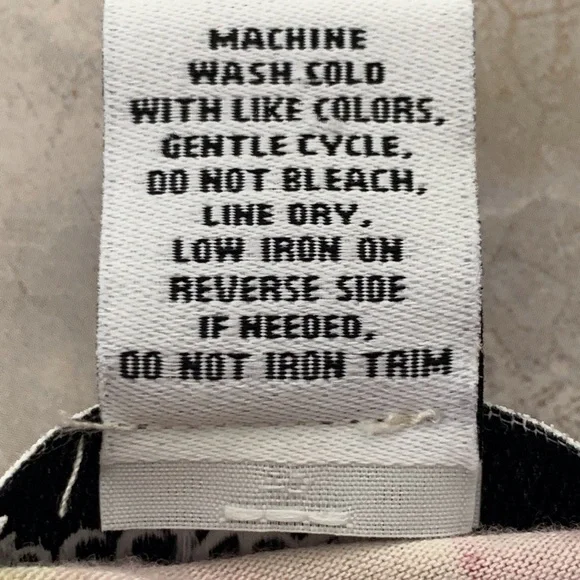 MACHINE
WASH COLD
WITH LIKE COLORS,
GENTLE CYCLE,
DO NOT BLEACH,
LINE DRY,
LOW IRON ON
REVERSE SIDE
IF NEEDED,
DO NOT IRON TRIM